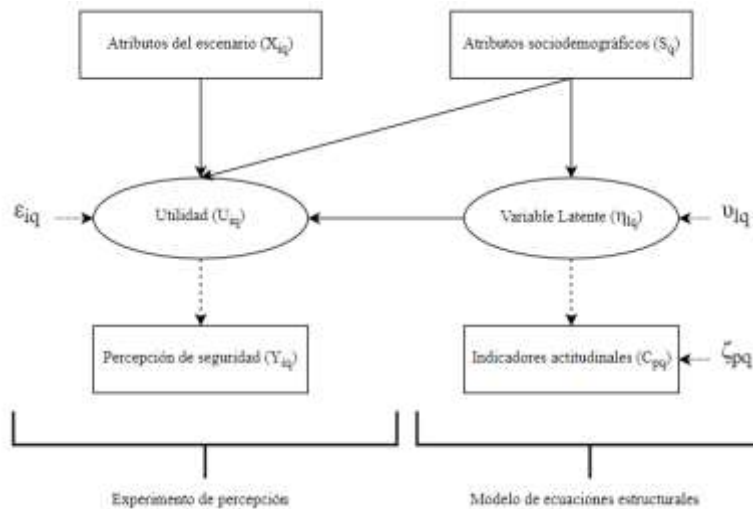 Atributos del escenario (X_iq)
Atributos sociodemográficos (S_q)
ε_iq
Utilidad (U_iq)
Variable Latente (η_lq)
υ_lq
Percepción de seguridad (Y_iq)
Indicadores actitudinales (C_pq)
ζ_pq
Experimento de percepción
Modelo de ecuaciones estructurales